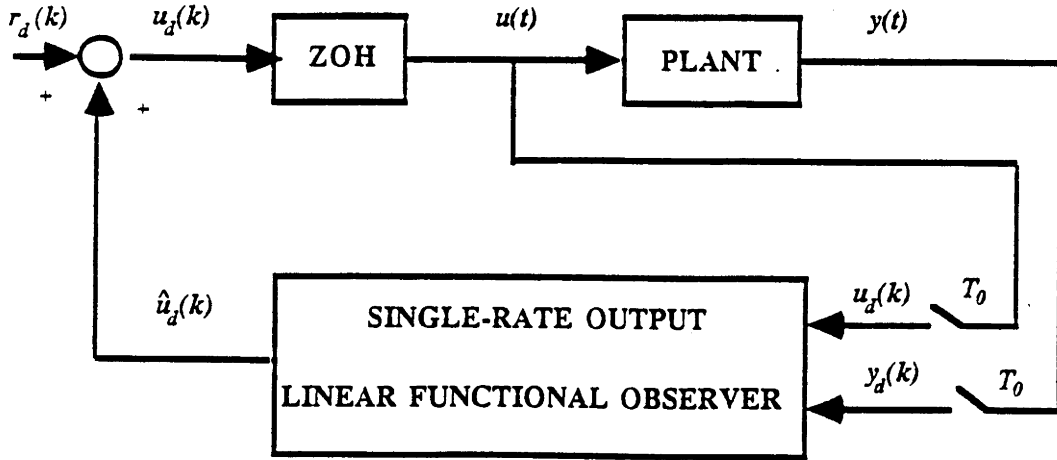 r_d(k)
u_d(k)
u(t)
y(t)
ZOH
PLANT
+
+
û_d(k)
SINGLE-RATE OUTPUT
LINEAR FUNCTIONAL OBSERVER
u_d(k)
T_0
y_d(k)
T_0